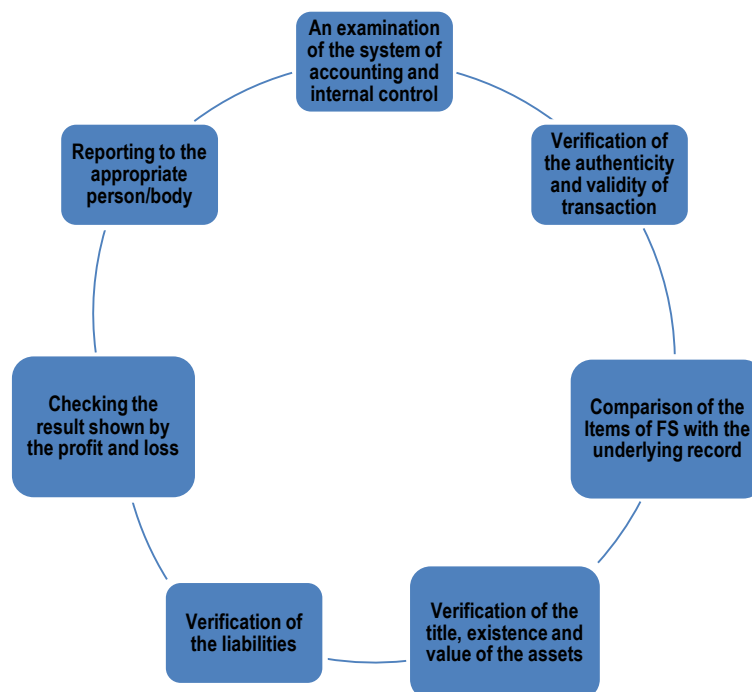 An examination
of the system of
accounting and
internal control
Verification of
the authenticity
and validity of
transaction
Comparison of the
Items of FS with the
underlying record
Verification of the
title, existence and
value of the assets
Verification of
the liabilities
Checking the
result shown by
the profit and loss
Reporting to the
appropriate
person/body